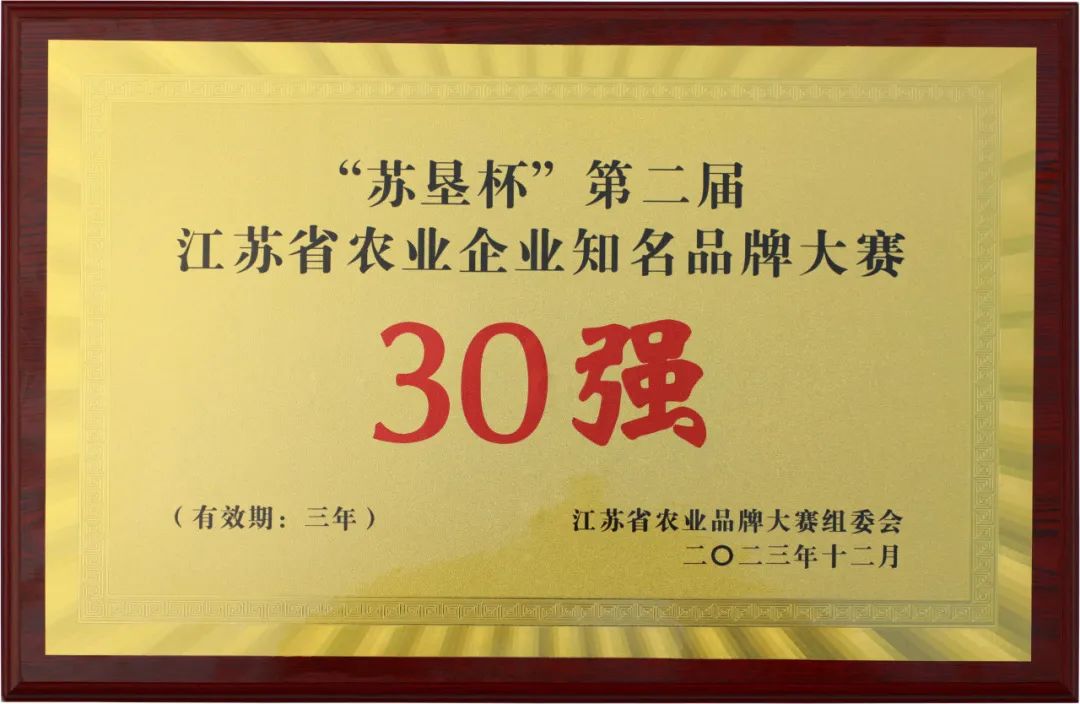 “苏垦杯”第二届
江苏省农业企业知名品牌大赛
30强
（有效期：三年）
江苏省农业品牌大赛组委会
二〇二三年十二月